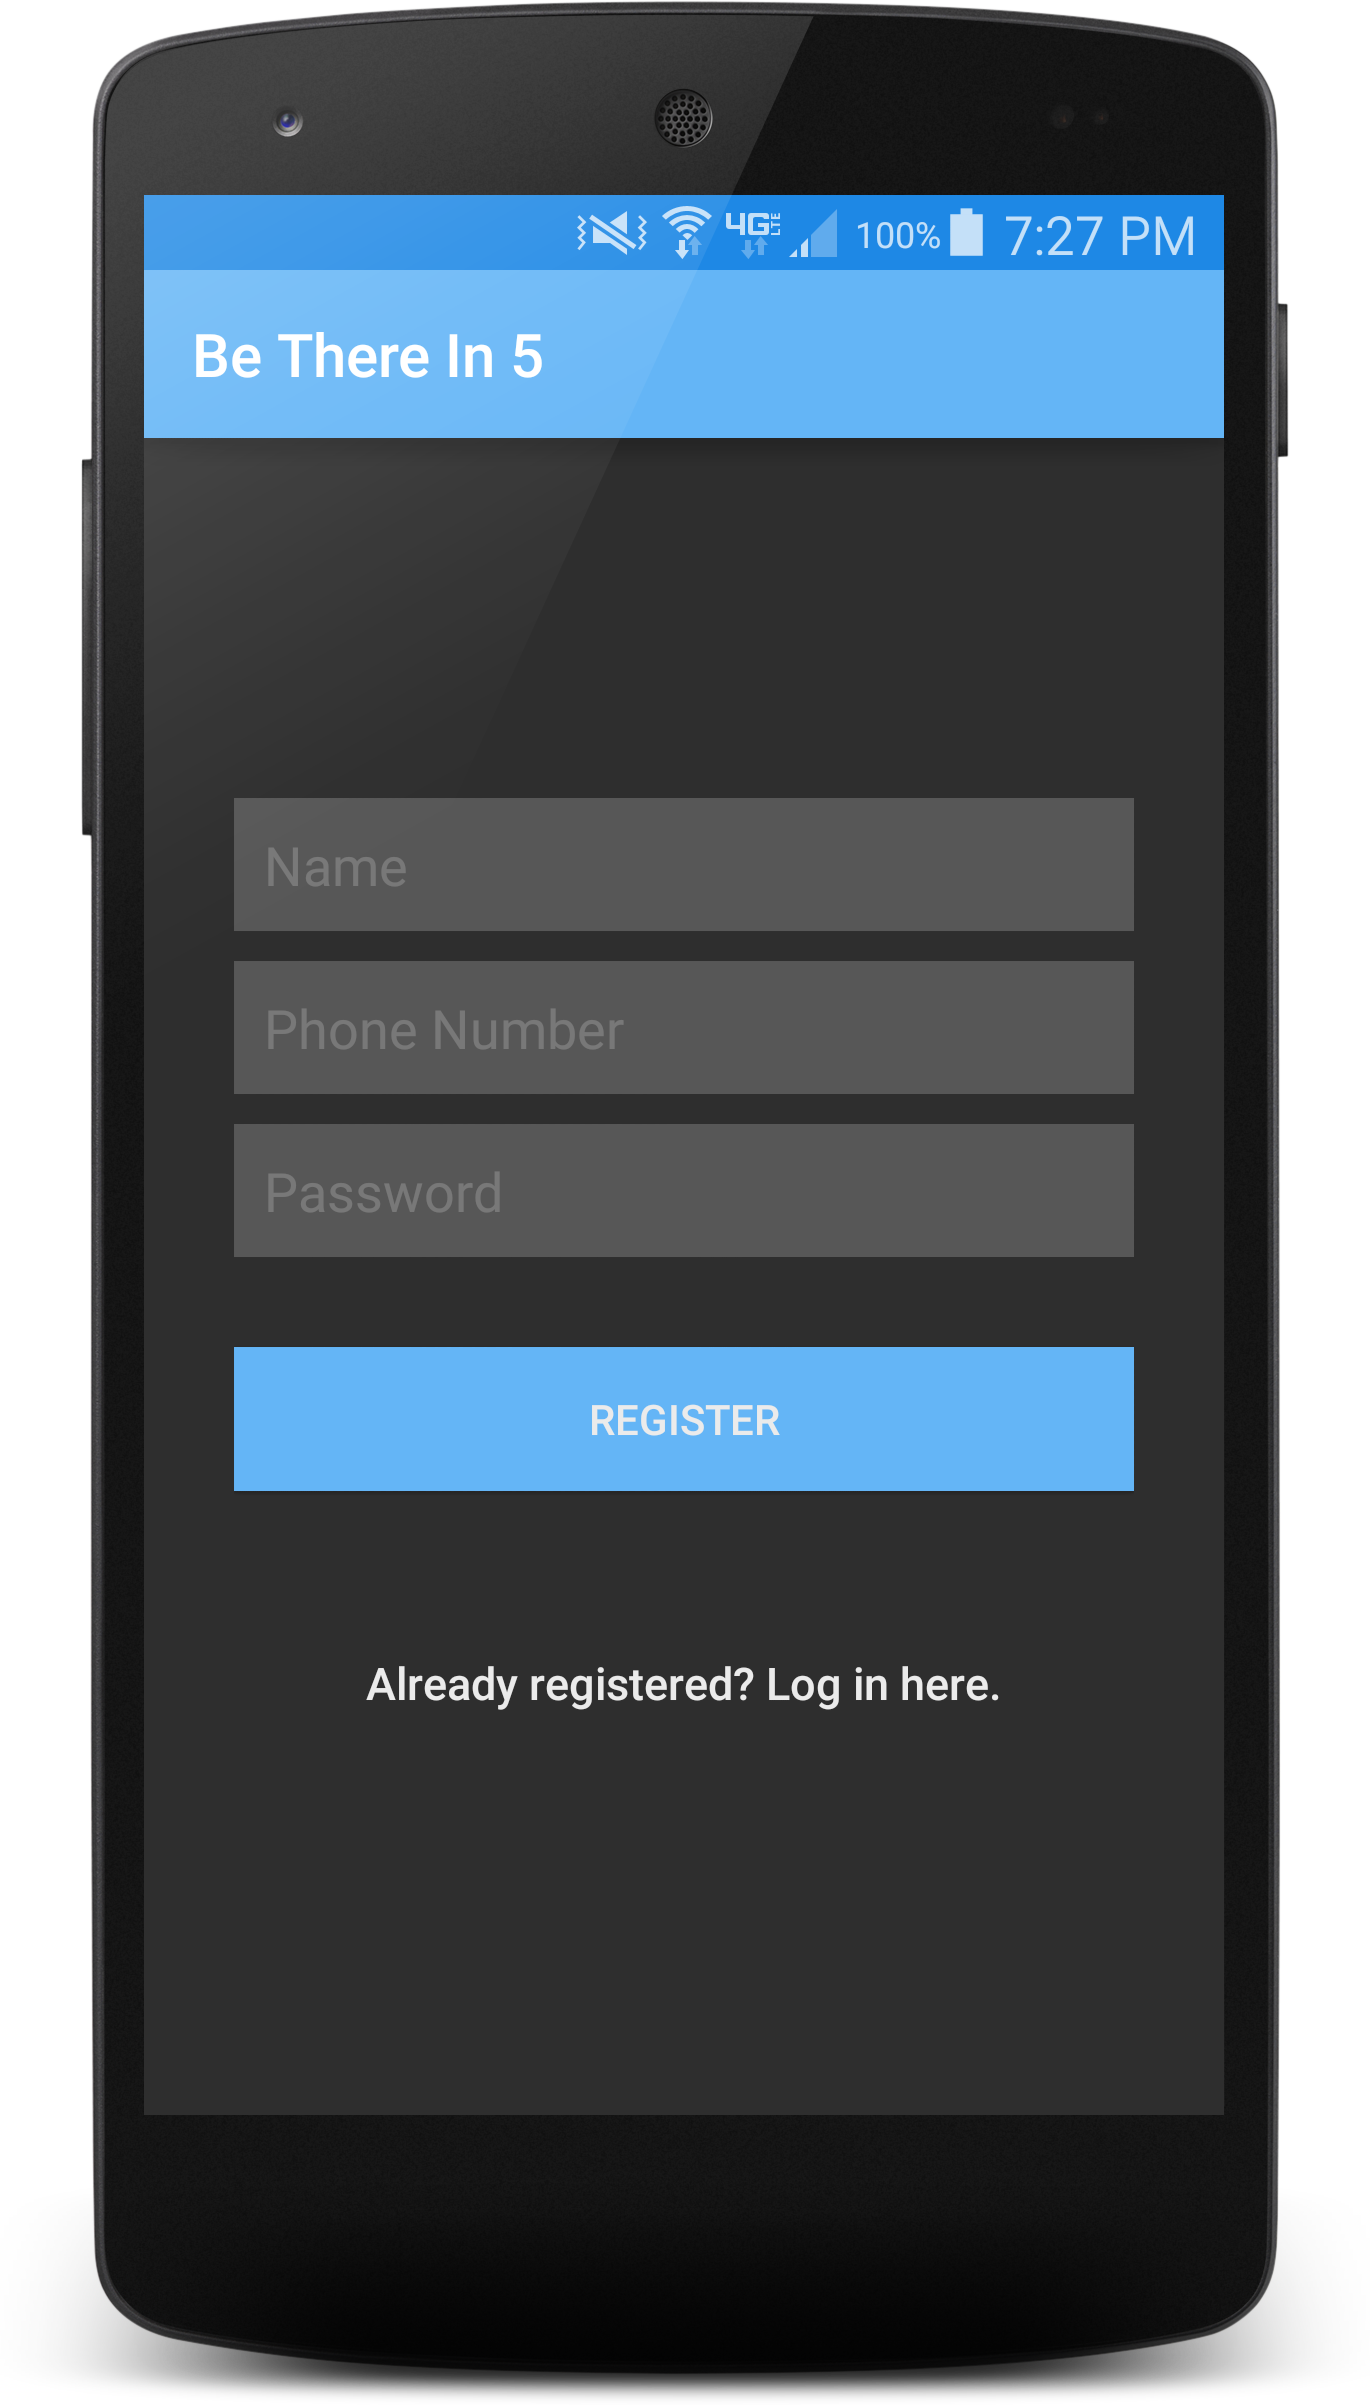 4G LTE 100% 7:27 PM
Be There In 5
Name
Phone Number
Password
REGISTER
Already registered? Log in here.